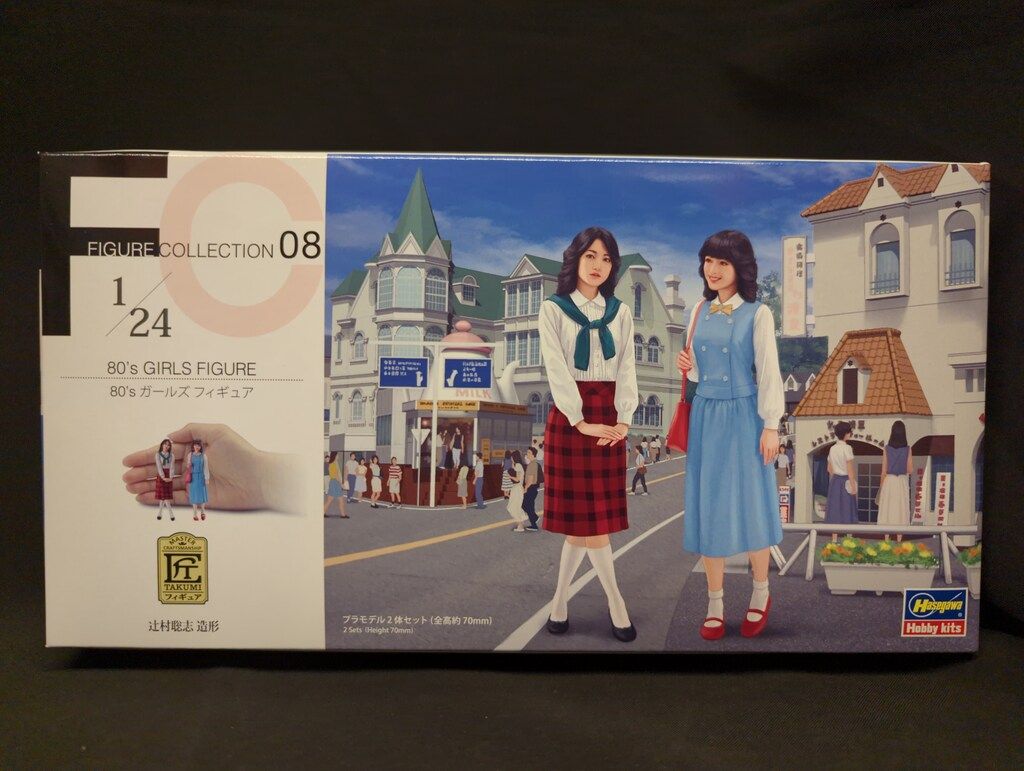 FIGURE COLLECTION 08
1/24
80's GIRLS FIGURE
80's ガールズ フィギュア
MASTER
CRAFTSMANSHIP
匠
TAKUMI
フィギュア
辻村聡志 造形
MILK
プラモデル 2 体セット (全高約 70mm)
2 Sets (Height 70mm)
Hasegawa
Hobby kits